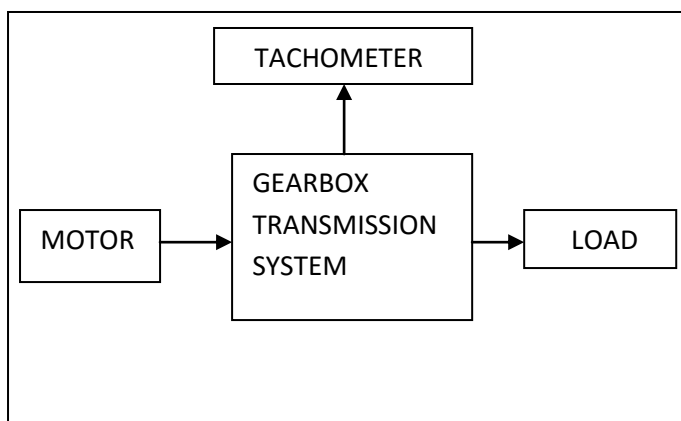 TACHOMETER
GEARBOX
TRANSMISSION
SYSTEM
MOTOR
LOAD